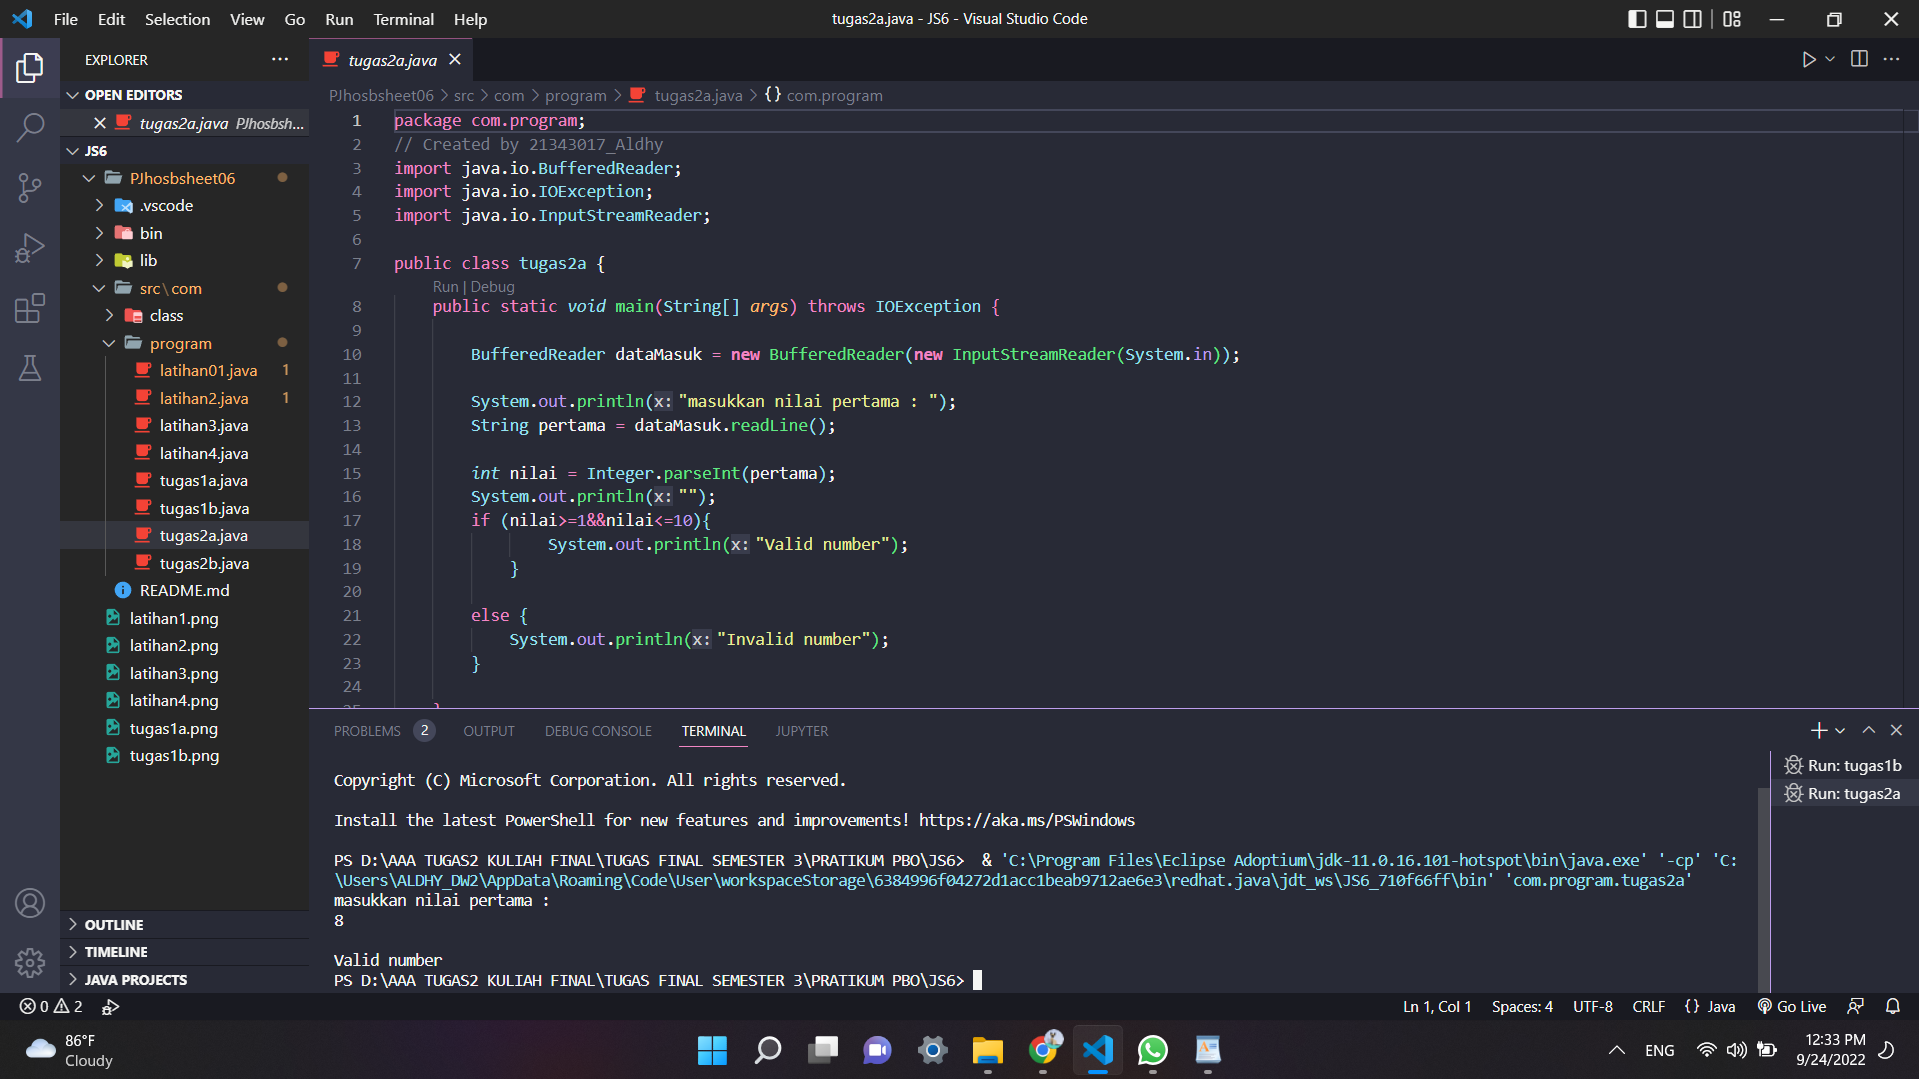 File Edit Selection View Go Run Terminal Help
tugas2a.java - JS6 - Visual Studio Code
EXPLORER
OPEN EDITORS
tugas2a.java PJhosbsh...
JS6
PJhosbsheet06
.vscode
bin
lib
src\com
class
program
latihan01.java 1
latihan2.java 1
latihan3.java
latihan4.java
tugas1a.java
tugas1b.java
tugas2a.java
tugas2b.java
README.md
latihan1.png
latihan2.png
latihan3.png
latihan4.png
tugas1a.png
tugas1b.png
OUTLINE
TIMELINE
JAVA PROJECTS
tugas2a.java
PJhosbsheet06 > src > com > program > tugas2a.java > {} com.program
1 package com.program;
2 // Created by 21343017_Aldhy
3 import java.io.BufferedReader;
4 import java.io.IOException;
5 import java.io.InputStreamReader;
6
7 public class tugas2a {
Run | Debug
8 public static void main(String[] args) throws IOException {
9
10 BufferedReader dataMasuk = new BufferedReader(new InputStreamReader(System.in));
11
12 System.out.println(x: "masukkan nilai pertama : ");
13 String pertama = dataMasuk.readLine();
14
15 int nilai = Integer.parseInt(pertama);
16 System.out.println(x: "");
17 if (nilai>=1&&nilai<=10){
18 System.out.println(x: "Valid number");
19 }
20
21 else {
22 System.out.println(x: "Invalid number");
23 }
24
25 }
PROBLEMS 2 OUTPUT DEBUG CONSOLE TERMINAL JUPYTER
Copyright (C) Microsoft Corporation. All rights reserved.
Install the latest PowerShell for new features and improvements! https://aka.ms/PSWindows
PS D:\AAA TUGAS2 KULIAH FINAL\TUGAS FINAL SEMESTER 3\PRATIKUM PBO\JS6>  & 'C:\Program Files\Eclipse Adoptium\jdk-11.0.16.101-hotspot\bin\java.exe' '-cp' 'C:
\Users\ALDHY_DW2\AppData\Roaming\Code\User\workspaceStorage\6384996f04272d1acc1beab9712ae6e3\redhat.java\jdt_ws\JS6_710f66ff\bin' 'com.program.tugas2a'
masukkan nilai pertama :
8
Valid number
PS D:\AAA TUGAS2 KULIAH FINAL\TUGAS FINAL SEMESTER 3\PRATIKUM PBO\JS6>
Run: tugas1b
Run: tugas2a
0 2
Ln 1, Col 1 Spaces: 4 UTF-8 CRLF {} Java Go Live
86°F
Cloudy
ENG
12:33 PM
9/24/2022